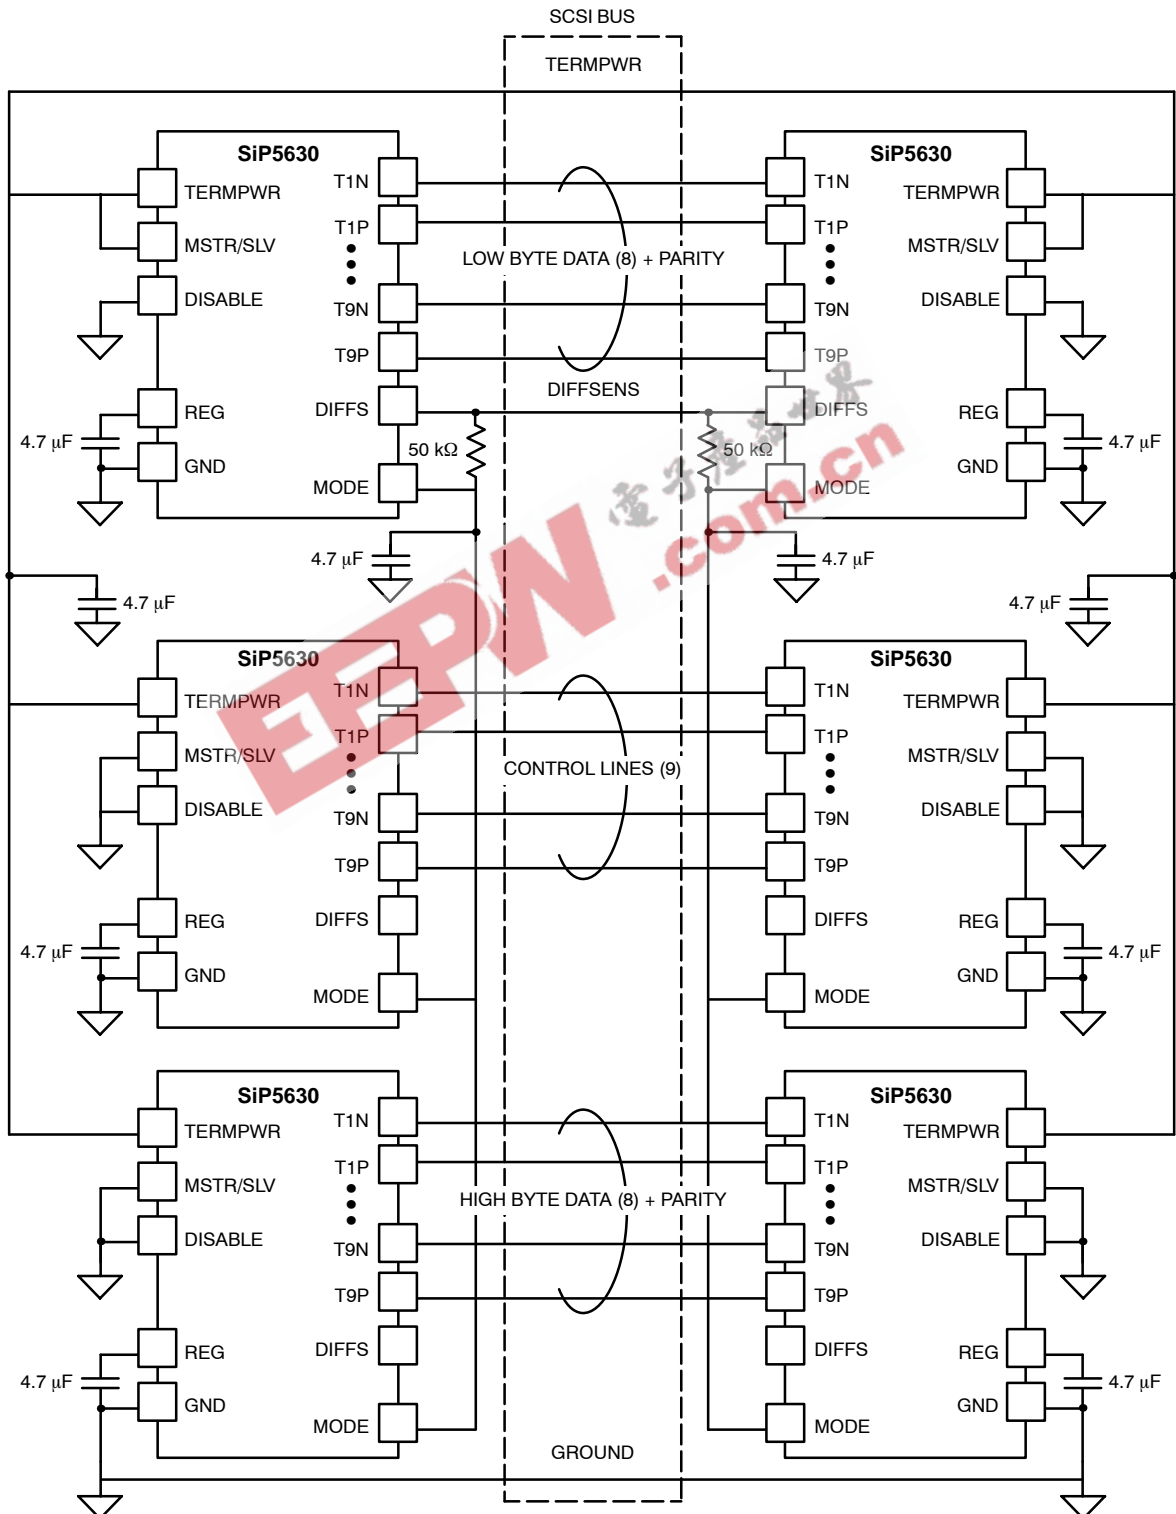 SCSI BUS
TERMPWR
SiP5630
TERMPWR
MSTR/SLV
DISABLE
REG
GND
T1N
T1P
T9N
T9P
DIFFS
MODE
4.7 µF
LOW BYTE DATA (8) + PARITY
DIFFSENS
50 kΩ
50 kΩ
SiP5630
T1N
T1P
T9N
T9P
DIFFS
MODE
TERMPWR
MSTR/SLV
DISABLE
REG
GND
4.7 µF
4.7 µF
4.7 µF
4.7 µF
4.7 µF
電子產品世界
EEPW.com.cn
SiP5630
TERMPWR
MSTR/SLV
DISABLE
REG
GND
T1N
T1P
T9N
T9P
DIFFS
MODE
4.7 µF
CONTROL LINES (9)
SiP5630
T1N
T1P
T9N
T9P
DIFFS
MODE
TERMPWR
MSTR/SLV
DISABLE
REG
GND
4.7 µF
SiP5630
TERMPWR
MSTR/SLV
DISABLE
REG
GND
T1N
T1P
T9N
T9P
DIFFS
MODE
4.7 µF
HIGH BYTE DATA (8) + PARITY
SiP5630
T1N
T1P
T9N
T9P
DIFFS
MODE
TERMPWR
MSTR/SLV
DISABLE
REG
GND
4.7 µF
GROUND